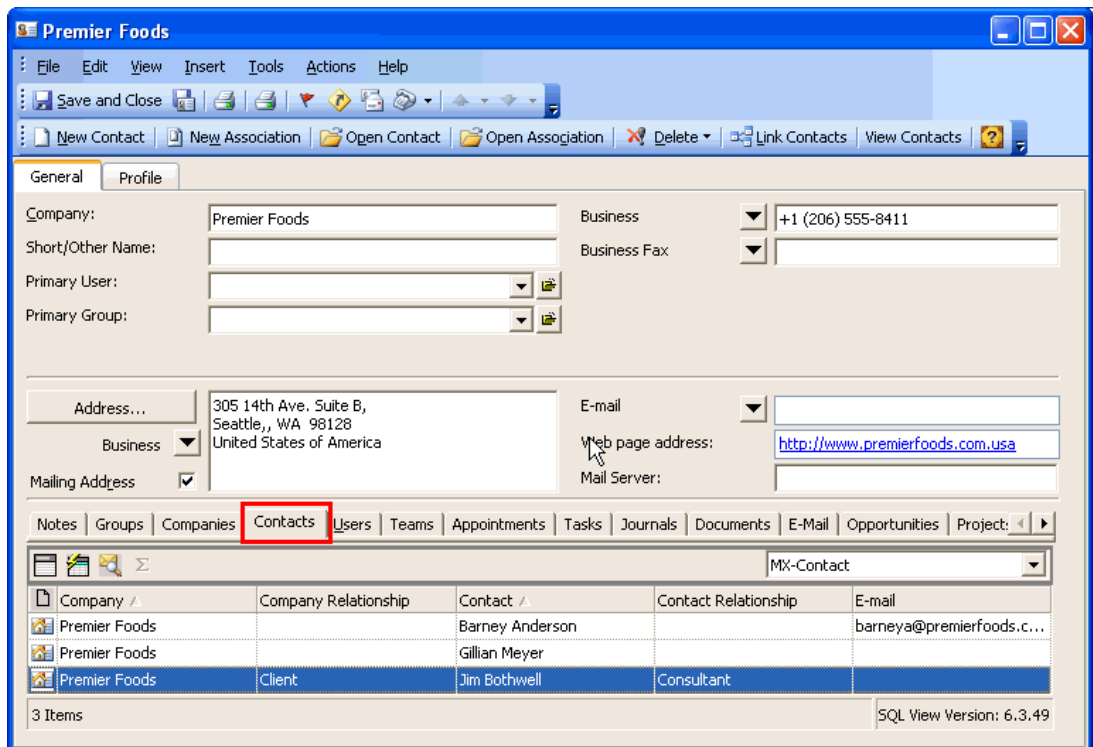 Premier Foods
File Edit View Insert Tools Actions Help
Save and Close
New Contact New Association Open Contact Open Association Delete Link Contacts View Contacts
General Profile
Company: Premier Foods Business +1 (206) 555-8411
Short/Other Name: Business Fax
Primary User:
Primary Group:
Address... 305 14th Ave. Suite B, E-mail
Seattle,, WA 98128
Business United States of America Web page address: http://www.premierfoods.com.usa
Mailing Address Mail Server:
Notes Groups Companies Contacts Users Teams Appointments Tasks Journals Documents E-Mail Opportunities Project:
Σ MX-Contact
Company Company Relationship Contact Contact Relationship E-mail
Premier Foods Barney Anderson barneya@premierfoods.c...
Premier Foods Gillian Meyer
Premier Foods Client Jim Bothwell Consultant
3 Items SQL View Version: 6.3.49